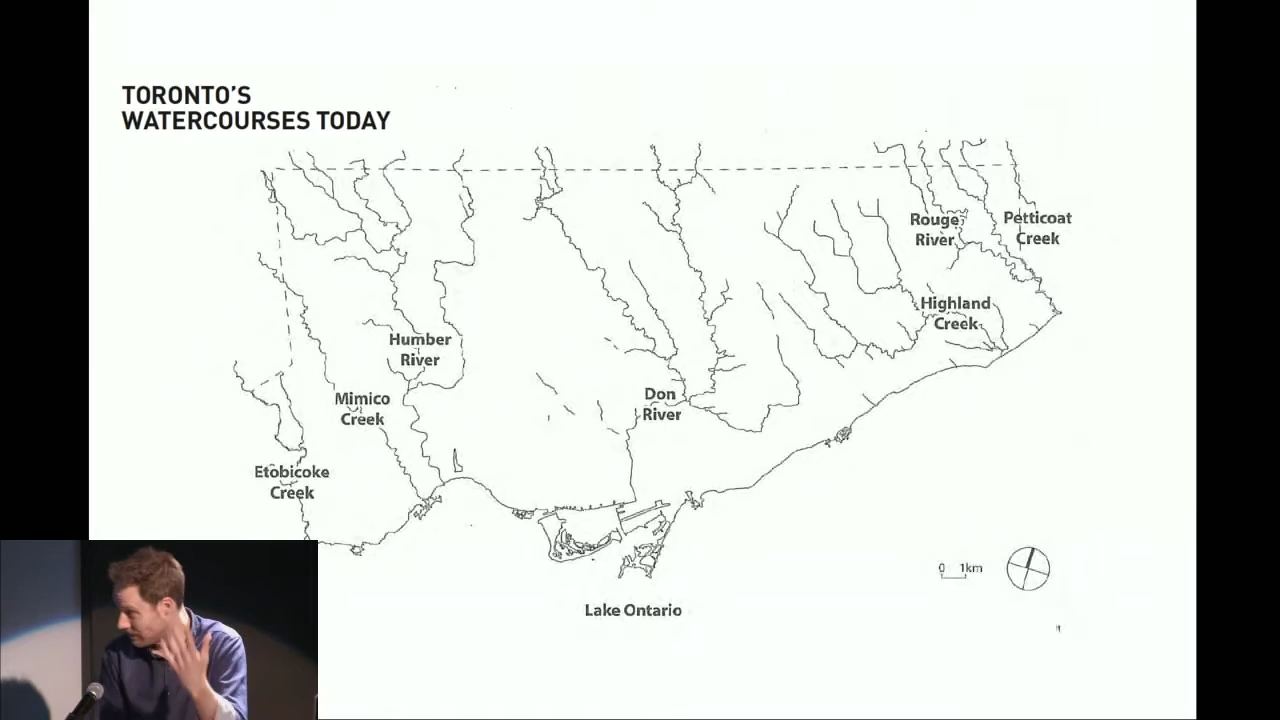 TORONTO'S
WATERCOURSES TODAY
Rouge
River
Petticoat
Creek
Highland
Creek
Humber
River
Mimico
Creek
Don
River
Etobicoke
Creek
0 1km
Lake Ontario